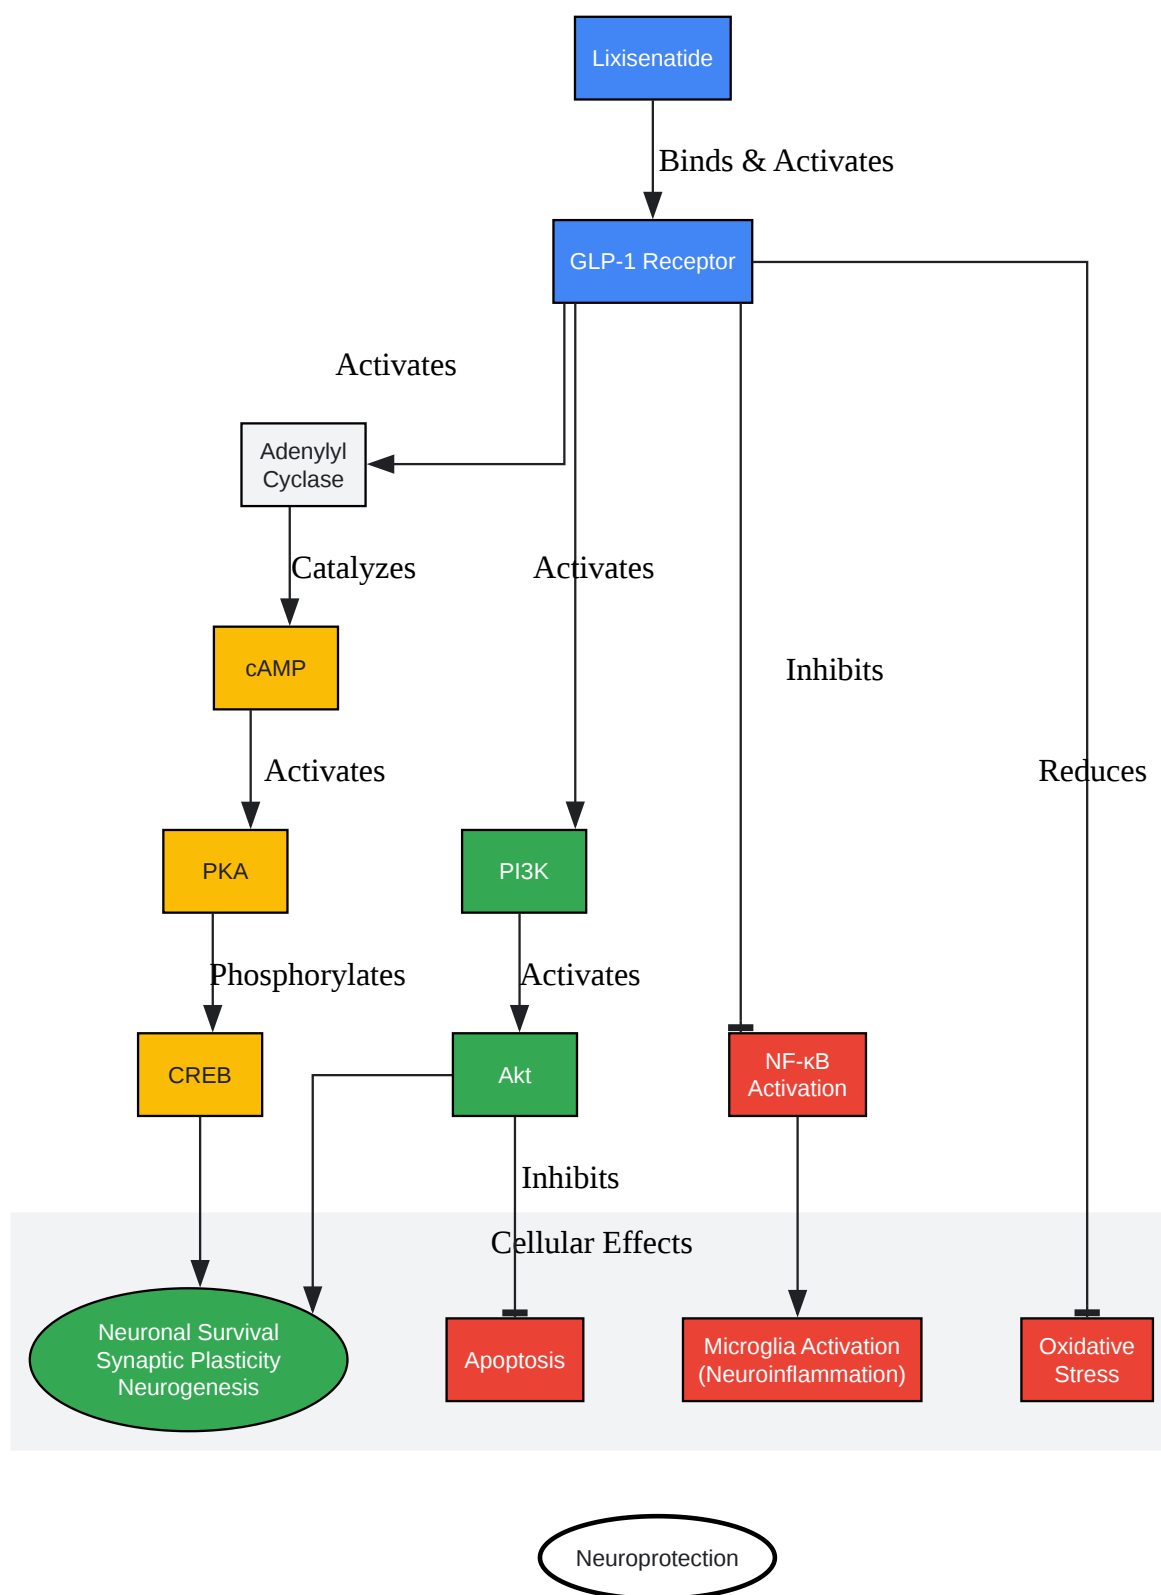 Lixisenatide
Binds & Activates
GLP-1 Receptor
Activates
Adenylyl
Cyclase
Catalyzes
Activates
cAMP
Inhibits
Activates
Reduces
PKA
PI3K
Phosphorylates
Activates
CREB
Akt
NF-κB
Activation
Inhibits
Cellular Effects
Neuronal Survival
Synaptic Plasticity
Neurogenesis
Apoptosis
Microglia Activation
(Neuroinflammation)
Oxidative
Stress
Neuroprotection